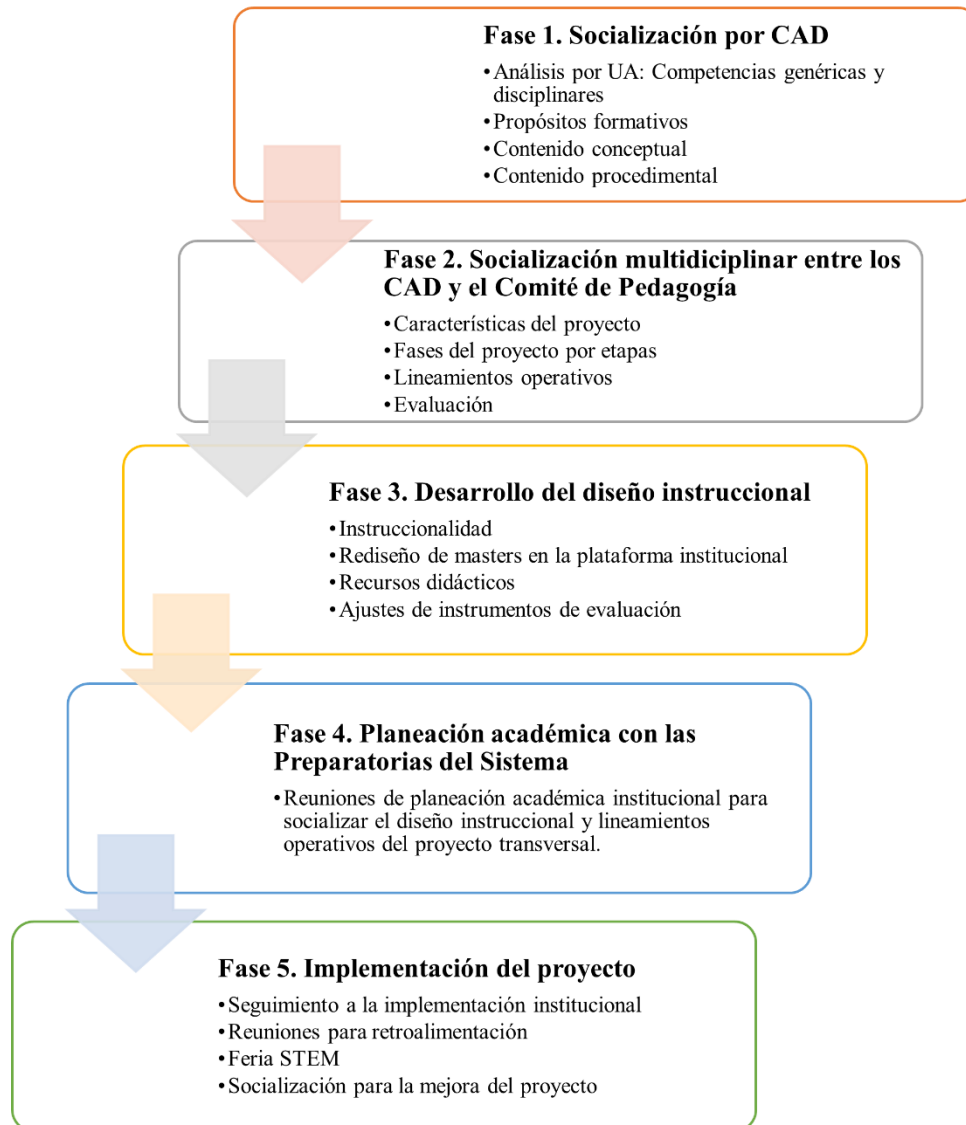 Fase 1. Socialización por CAD
•Análisis por UA: Competencias genéricas y
disciplinares
•Propósitos formativos
•Contenido conceptual
•Contenido procedimental
Fase 2. Socialización multidiciplinar entre los
CAD y el Comité de Pedagogía
•Características del proyecto
•Fases del proyecto por etapas
•Lineamientos operativos
•Evaluación
Fase 3. Desarrollo del diseño instruccional
•Instruccionalidad
•Rediseño de masters en la plataforma institucional
•Recursos didácticos
•Ajustes de instrumentos de evaluación
Fase 4. Planeación académica con las
Preparatorias del Sistema
•Reuniones de planeación académica institucional para
socializar el diseño instruccional y lineamientos
operativos del proyecto transversal.
Fase 5. Implementación del proyecto
•Seguimiento a la implementación institucional
•Reuniones para retroalimentación
•Feria STEM
•Socialización para la mejora del proyecto